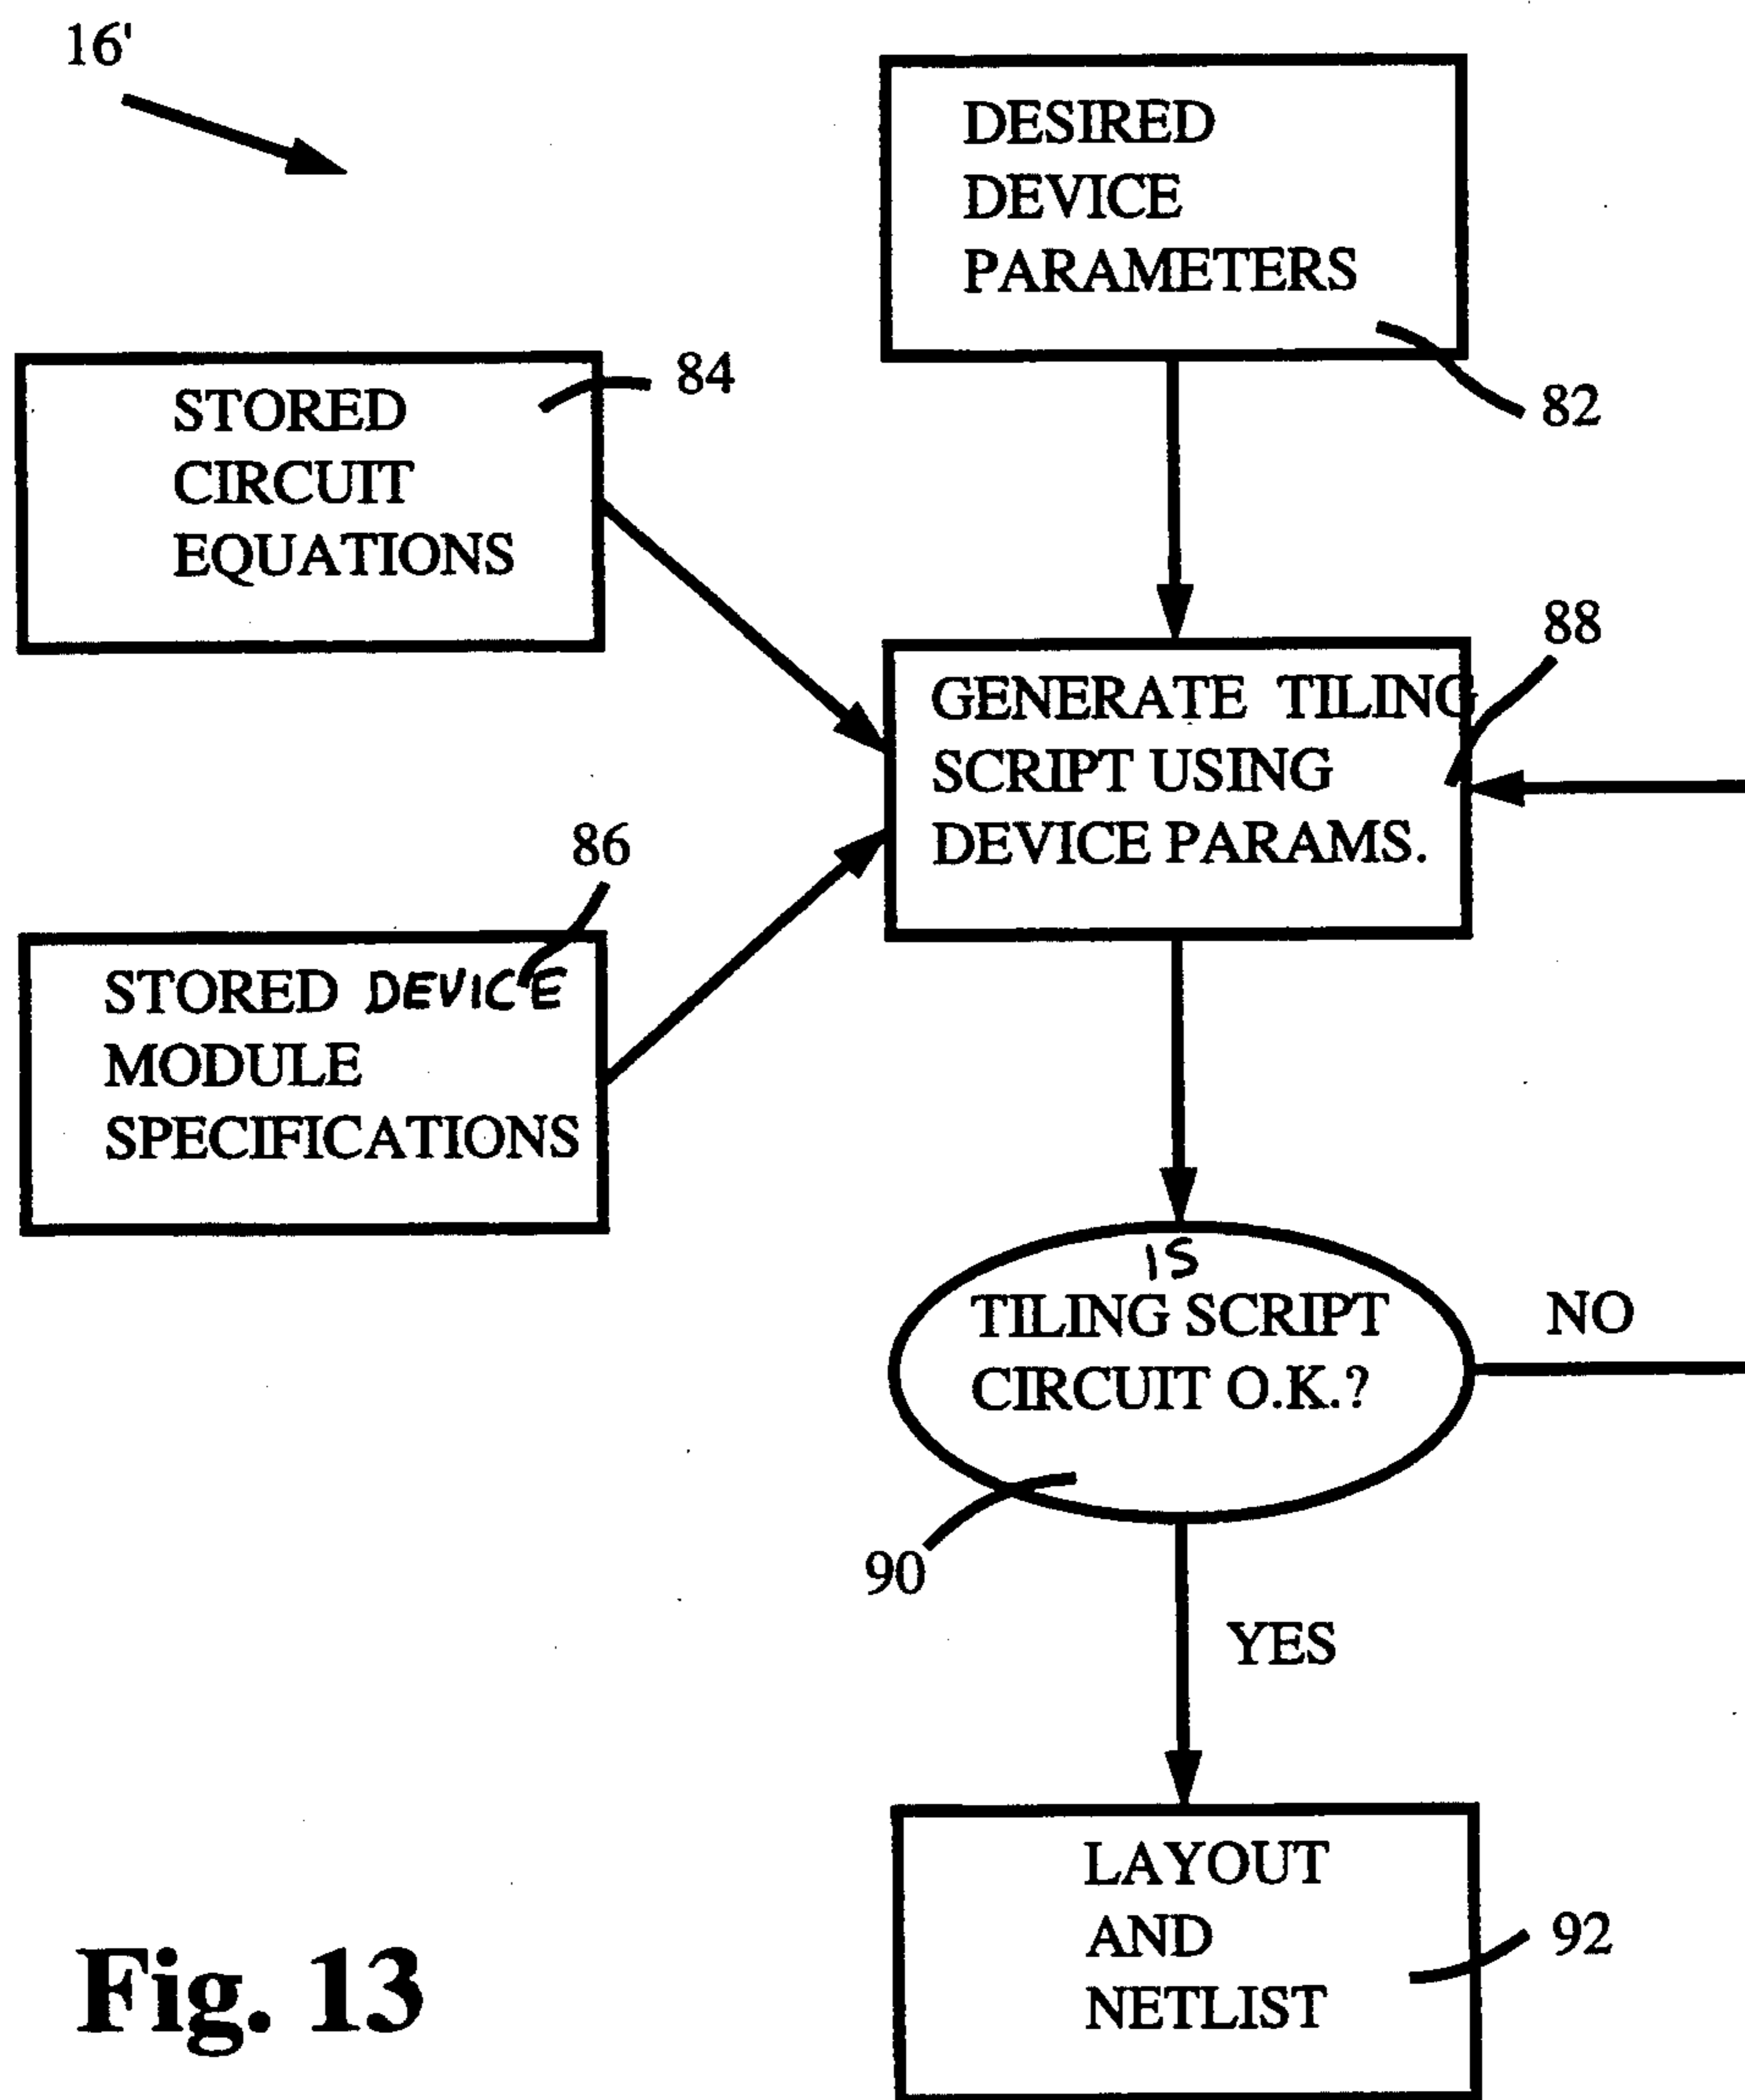 16'
DESIRED
DEVICE
PARAMETERS
82
STORED
CIRCUIT
EQUATIONS
84
88
GENERATE TILING
SCRIPT USING
DEVICE PARAMS.
86
STORED DEVICE
MODULE
SPECIFICATIONS
IS
TILING SCRIPT
CIRCUIT O.K.?
NO
90
YES
LAYOUT
AND
NETLIST
92
Fig. 13